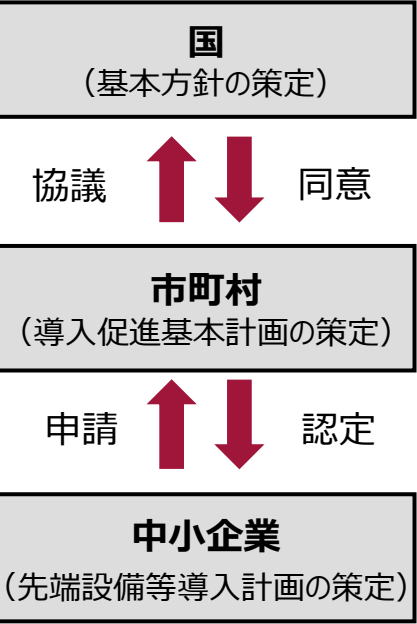 国
（基本方針の策定）
協議
同意
市町村
（導入促進基本計画の策定）
申請
認定
中小企業
（先端設備等導入計画の策定）